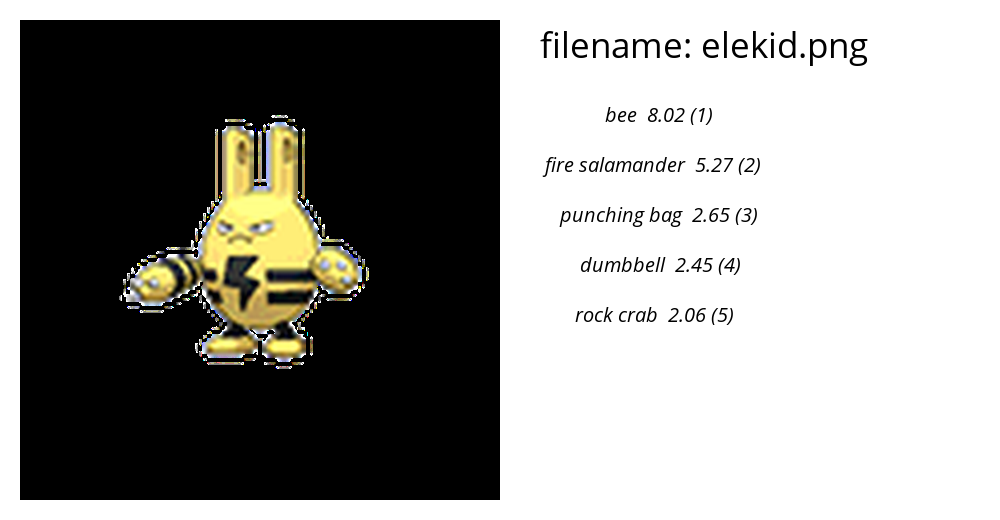 filename: elekid.png
bee 8.02 (1)
fire salamander 5.27 (2)
punching bag 2.65 (3)
dumbbell 2.45 (4)
rock crab 2.06 (5)